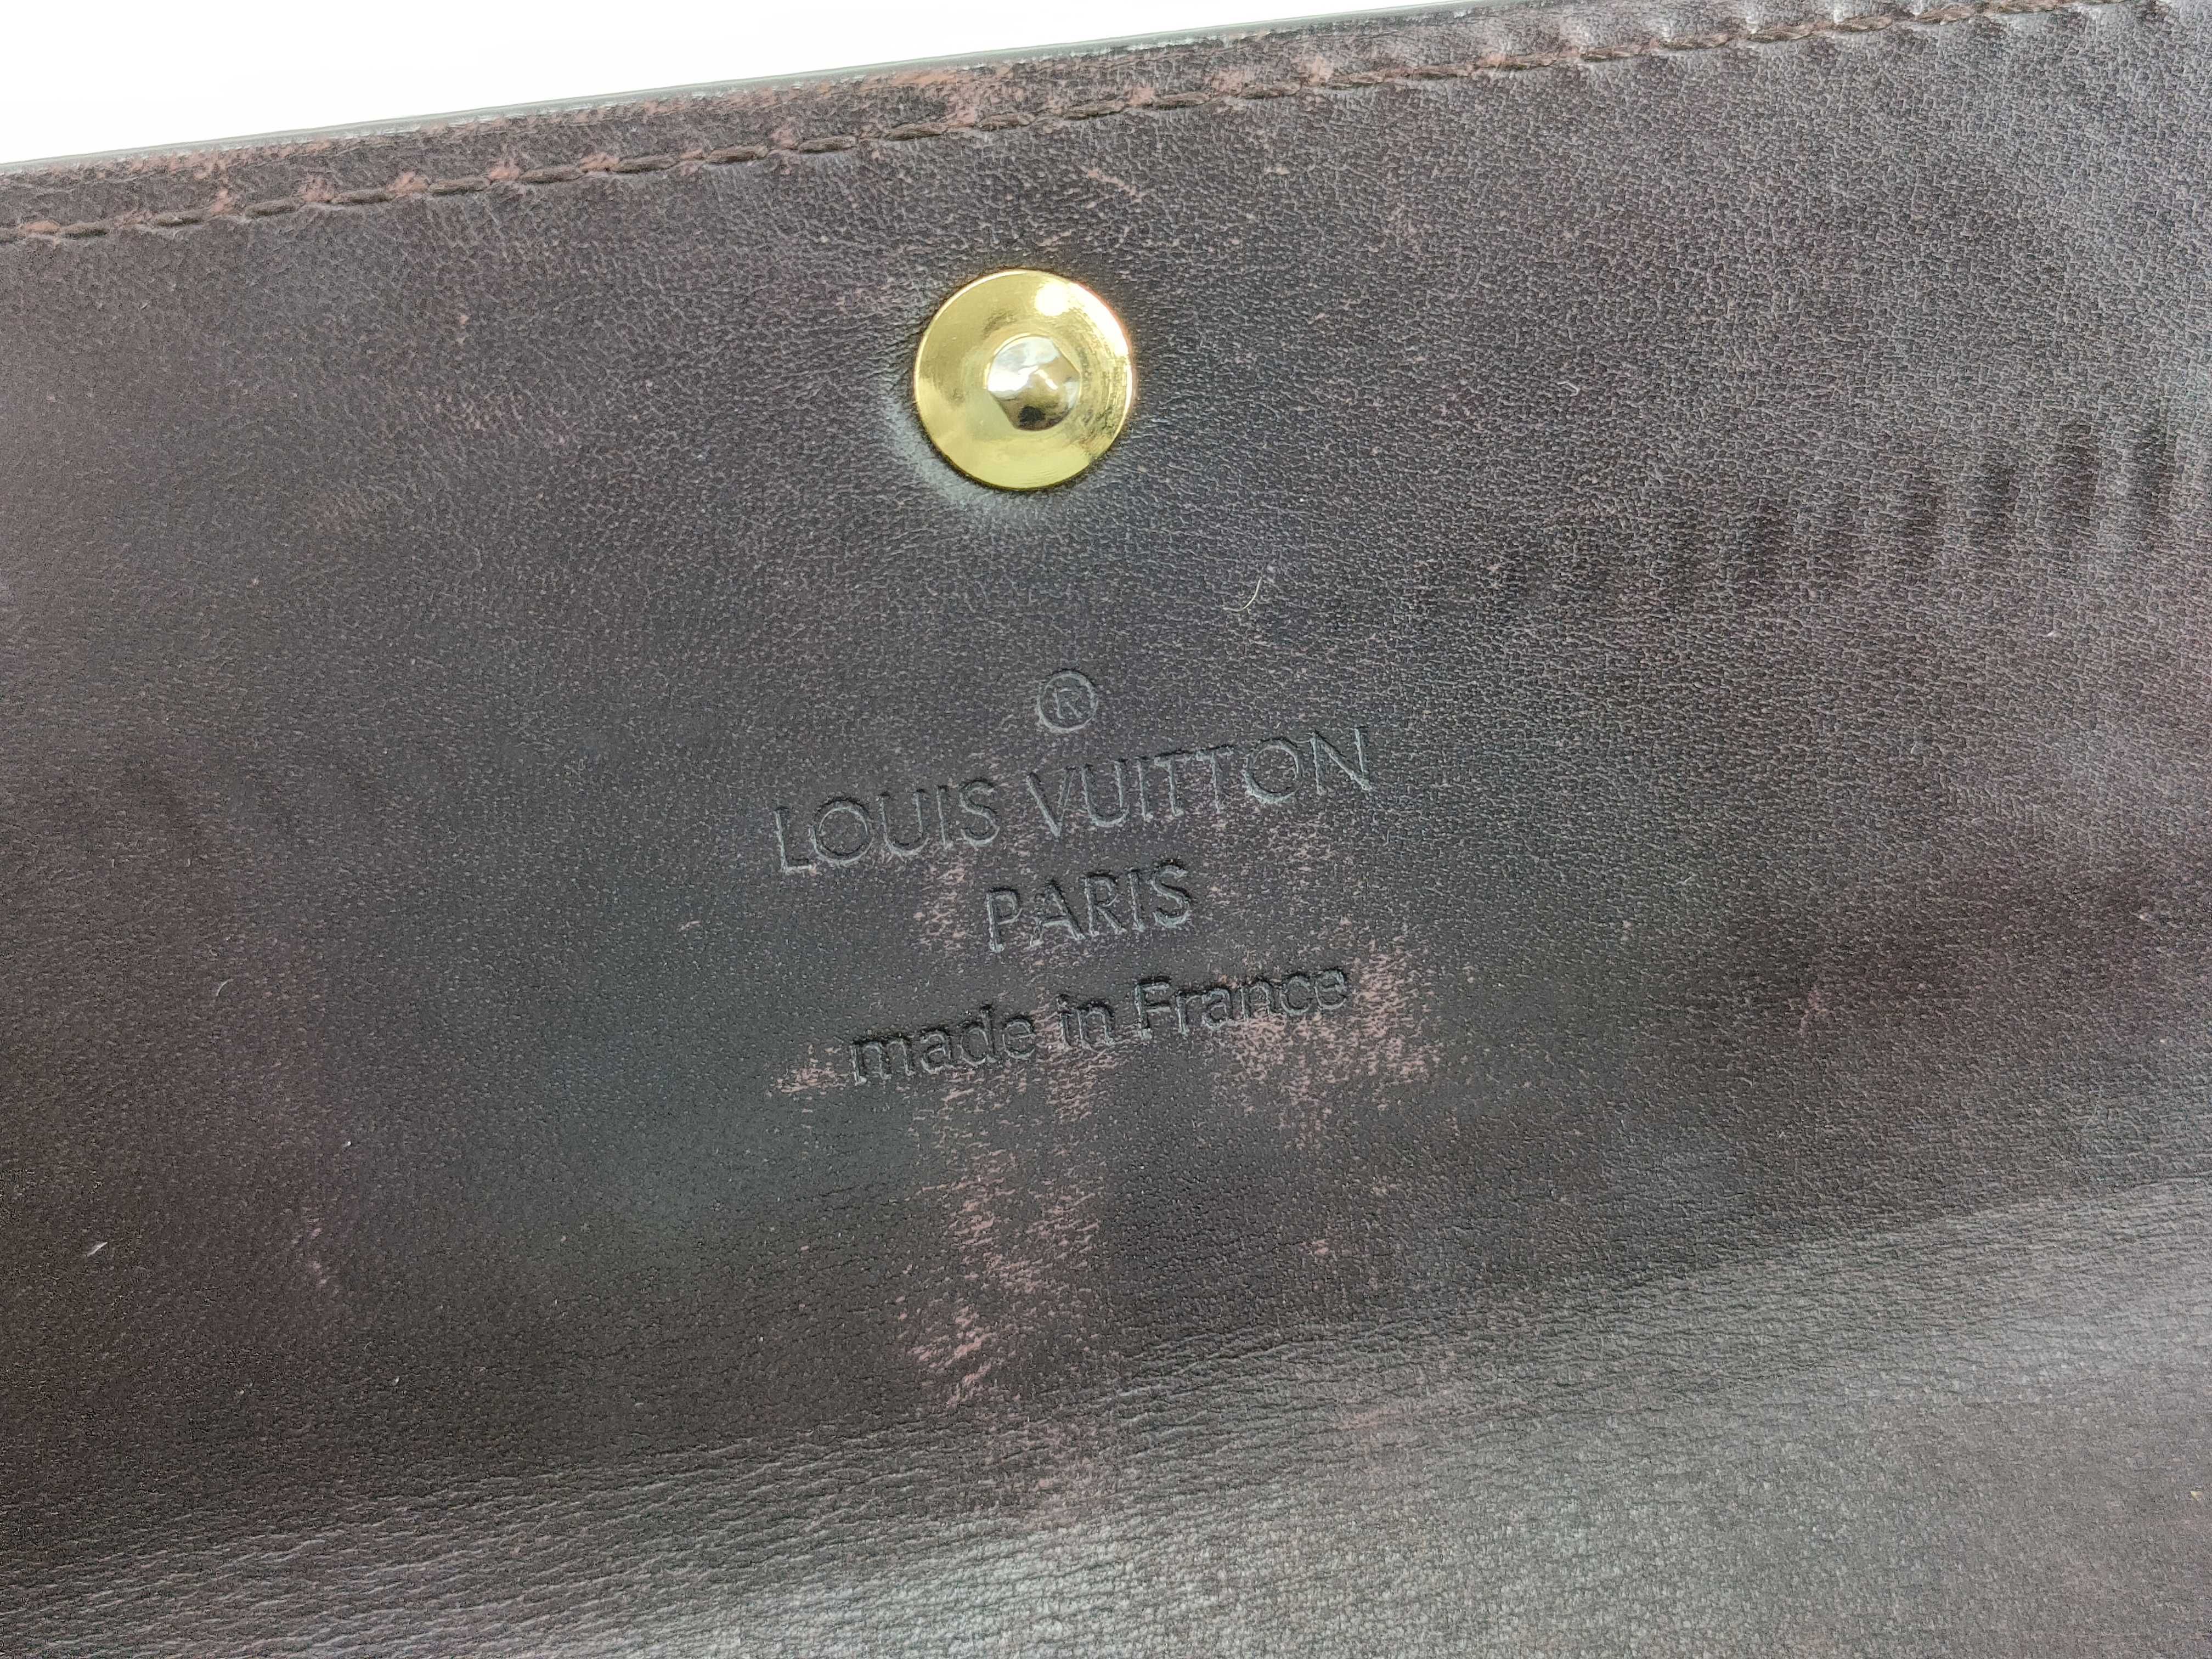 ®
LOUIS VUITTON
PARIS
made in France